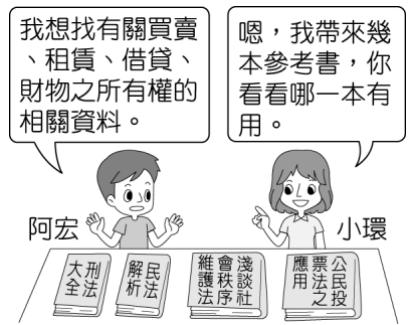 我想找有關買賣
、租賃、借貸、
財物之所有權的
相關資料。
嗯，我帶來幾
本參考書，你
看看哪一本有
用。
阿宏
小環
刑法
大全
民法
解析
淺談社
會秩序
維護法
公民投
票法之
應用